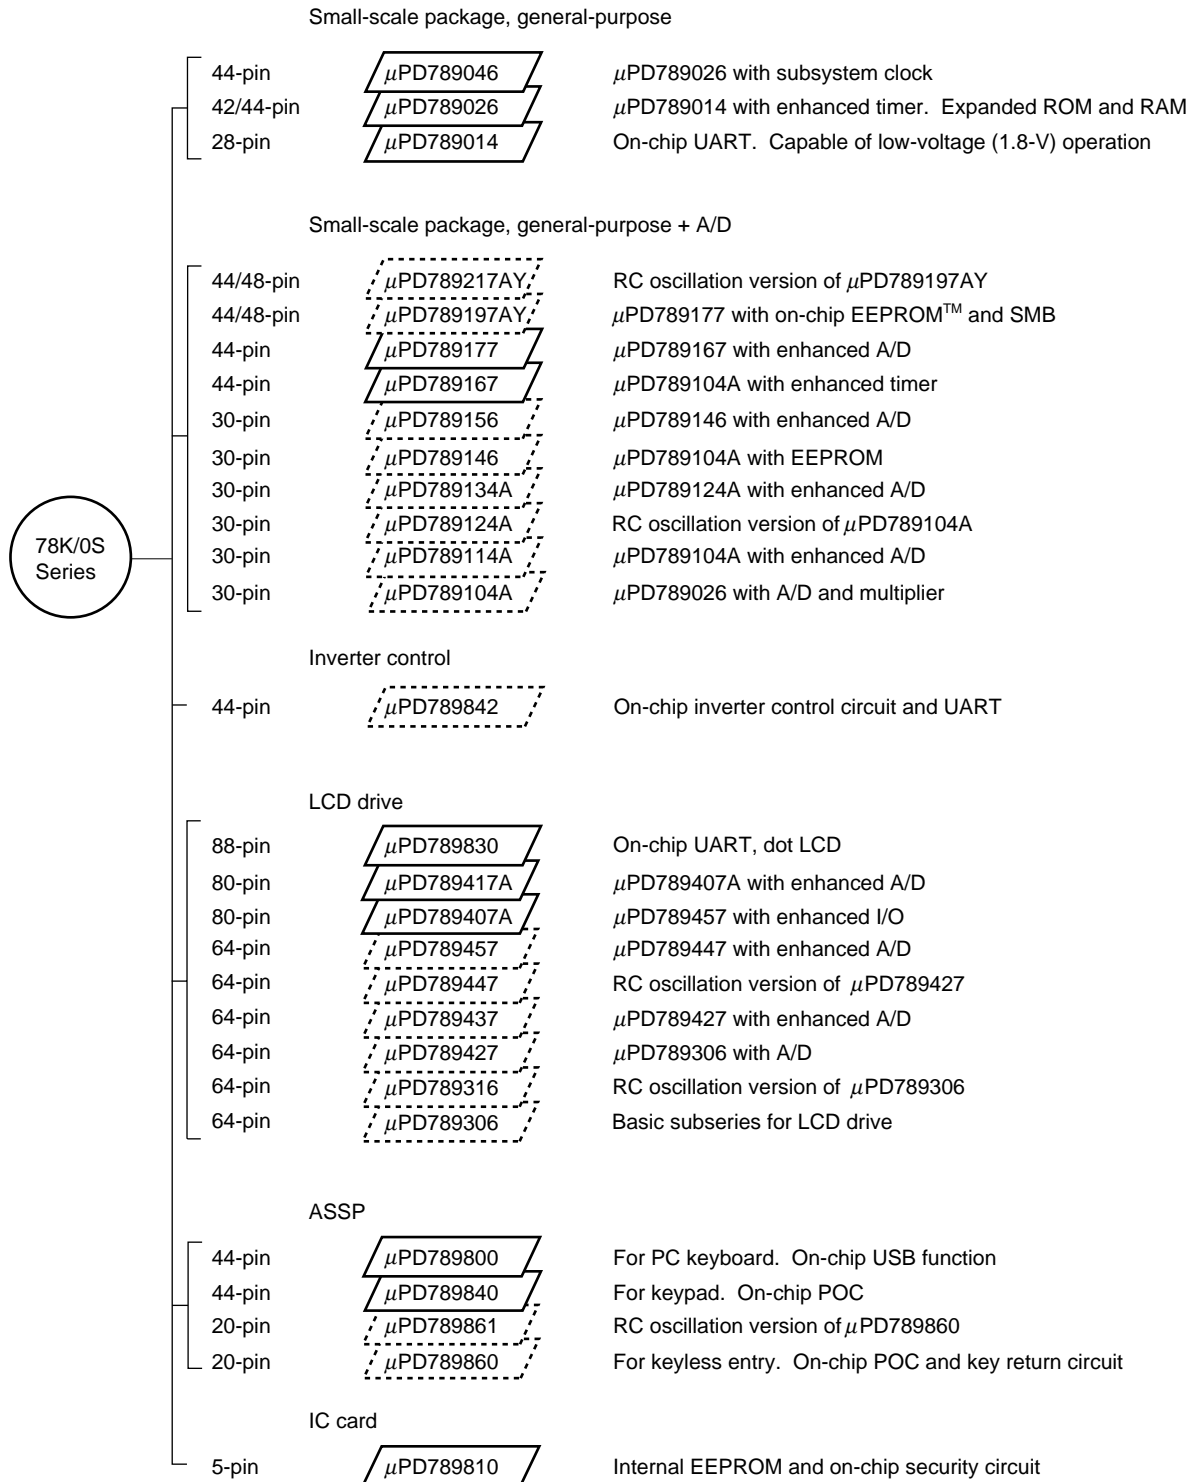 Small-scale package, general-purpose
44-pin μPD789046 μPD789026 with subsystem clock
42/44-pin μPD789026 μPD789014 with enhanced timer. Expanded ROM and RAM
28-pin μPD789014 On-chip UART. Capable of low-voltage (1.8-V) operation
Small-scale package, general-purpose + A/D
44/48-pin μPD789217AY RC oscillation version of μPD789197AY
44/48-pin μPD789197AY μPD789177 with on-chip EEPROM™ and SMB
44-pin μPD789177 μPD789167 with enhanced A/D
44-pin μPD789167 μPD789104A with enhanced timer
30-pin μPD789156 μPD789146 with enhanced A/D
30-pin μPD789146 μPD789104A with EEPROM
30-pin μPD789134A μPD789124A with enhanced A/D
30-pin μPD789124A RC oscillation version of μPD789104A
78K/0S
Series
30-pin μPD789114A μPD789104A with enhanced A/D
30-pin μPD789104A μPD789026 with A/D and multiplier
Inverter control
44-pin μPD789842 On-chip inverter control circuit and UART
LCD drive
88-pin μPD789830 On-chip UART, dot LCD
80-pin μPD789417A μPD789407A with enhanced A/D
80-pin μPD789407A μPD789457 with enhanced I/O
64-pin μPD789457 μPD789447 with enhanced A/D
64-pin μPD789447 RC oscillation version of μPD789427
64-pin μPD789437 μPD789427 with enhanced A/D
64-pin μPD789427 μPD789306 with A/D
64-pin μPD789316 RC oscillation version of μPD789306
64-pin μPD789306 Basic subseries for LCD drive
ASSP
44-pin μPD789800 For PC keyboard. On-chip USB function
44-pin μPD789840 For keypad. On-chip POC
20-pin μPD789861 RC oscillation version of μPD789860
20-pin μPD789860 For keyless entry. On-chip POC and key return circuit
IC card
5-pin μPD789810 Internal EEPROM and on-chip security circuit